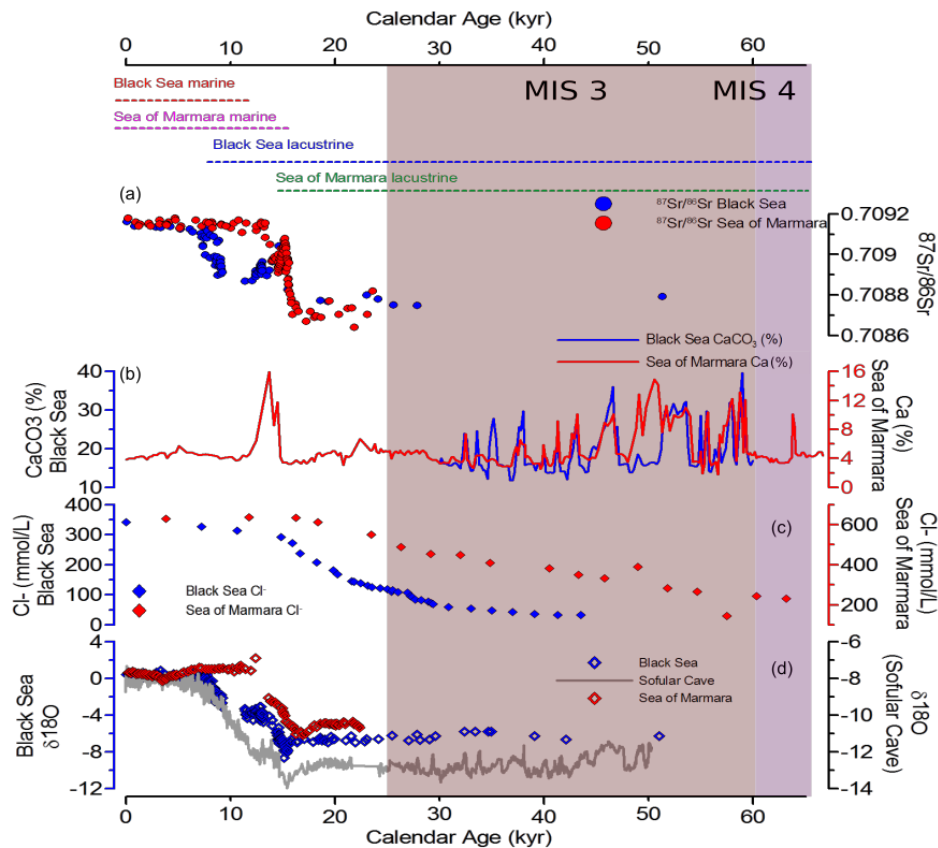 Calendar Age (kyr)
0 10 20 30 40 50 60
Black Sea marine
MIS 3
MIS 4
Sea of Marmara marine
Black Sea lacustrine
Sea of Marmara lacustrine
(a)
⁸⁷Sr/⁸⁶Sr Black Sea
⁸⁷Sr/⁸⁶Sr Sea of Marmara
0.7092
0.709
0.7088
0.7086
87Sr/86Sr
Black Sea CaCO₃ (%)
Sea of Marmara Ca(%)
(b)
CaCO3 (%)
Black Sea
40
30
20
10
16
12
8
4
0
Sea of Marmara
Ca (%)
(c)
Cl- (mmol/L)
Black Sea
400
300
200
100
0
Black Sea Cl⁻
Sea of Marmara Cl⁻
600
400
200
Cl- (mmol/L)
Sea of Marmara
(d)
Black Sea
δ18O
4
0
-4
-8
-12
Black Sea
Sofular Cave
Sea of Marmara
-6
-8
-10
-12
-14
δ18O
(Sofular Cave)
0 10 20 30 40 50 60
Calendar Age (kyr)